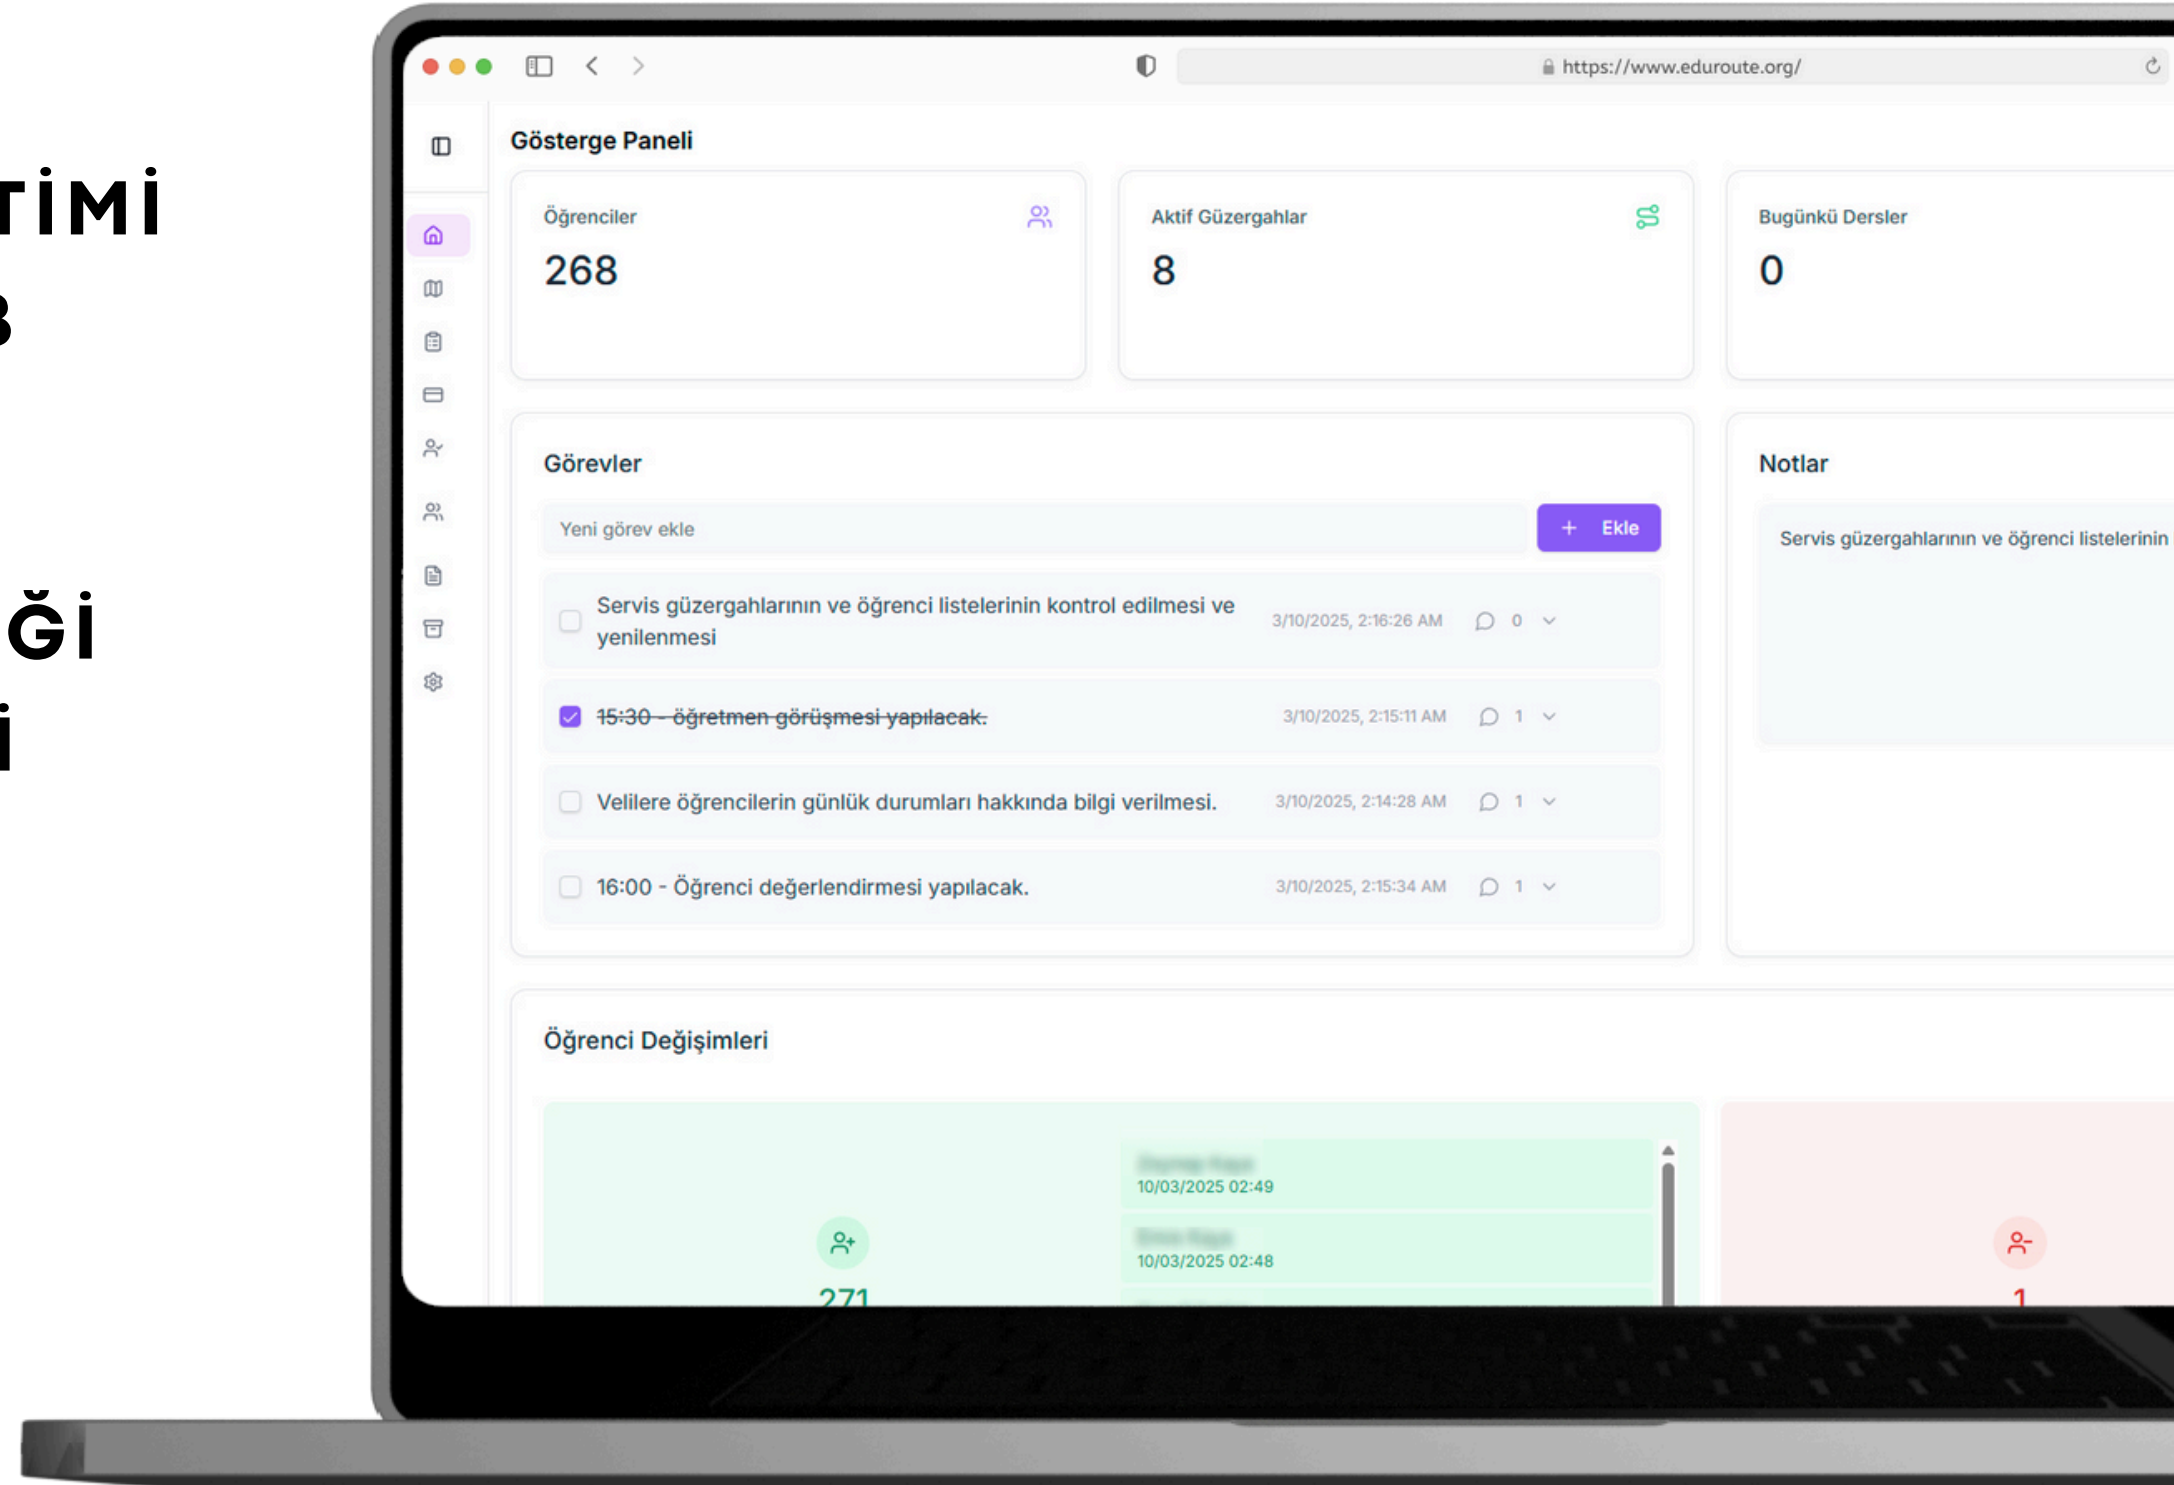 TİMİ
B
Ğİ
İ
https://www.eduroute.org/
Gösterge Paneli
Öğrenciler
268
Aktif Güzergahlar
8
Bugünkü Dersler
0
Görevler
Yeni görev ekle
+ Ekle
Servis güzergahlarının ve öğrenci listelerinin kontrol edilmesi ve
yenilenmesi
3/10/2025, 2:16:26 AM 0
15:30 - öğretmen görüşmesi yapılacak. 3/10/2025, 2:15:11 AM 1
Velilere öğrencilerin günlük durumları hakkında bilgi verilmesi. 3/10/2025, 2:14:28 AM 1
16:00 - Öğrenci değerlendirmesi yapılacak. 3/10/2025, 2:15:34 AM 1
Notlar
Servis güzergahlarının ve öğrenci listelerinin
Öğrenci Değişimleri
271
10/03/2025 02:49
10/03/2025 02:48
1